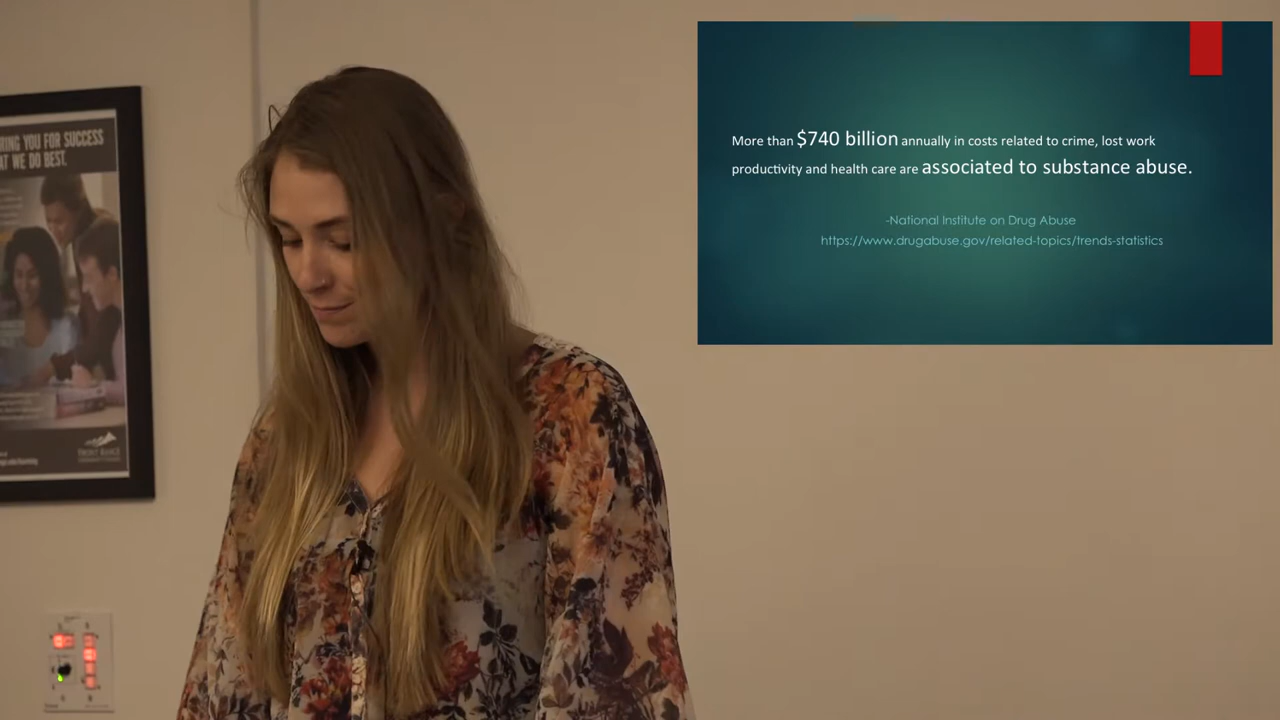 RING YOU FOR SUCCESS
AT WE DO BEST.
FRONT RANGE
More than $740 billion annually in costs related to crime, lost work
productivity and health care are associated to substance abuse.
-National Institute on Drug Abuse
https://www.drugabuse.gov/related-topics/trends-statistics